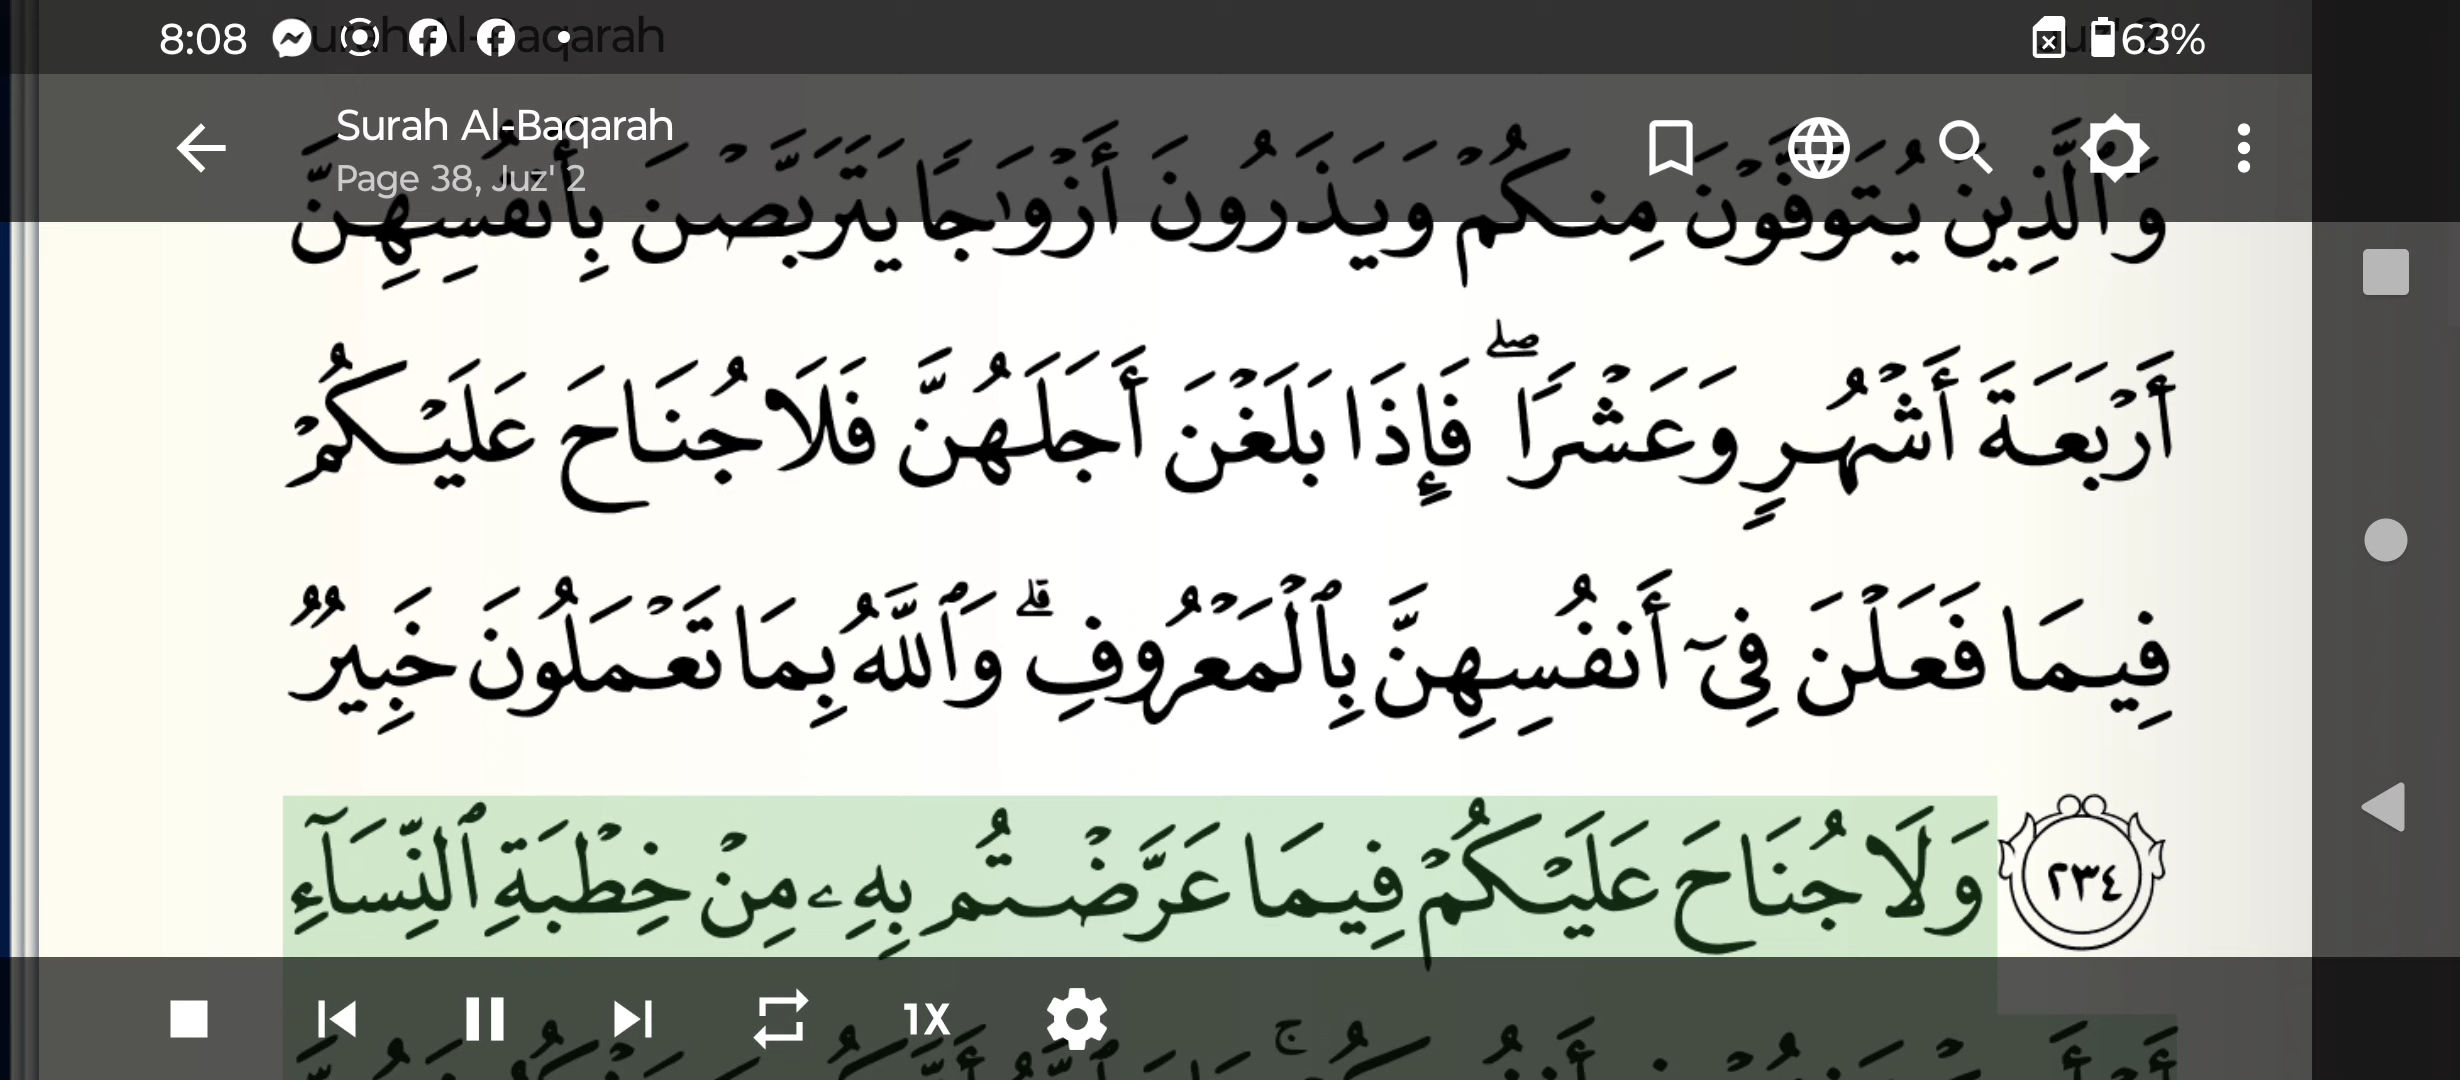 8:08
63%
Surah Al-Baqarah
Page 38, Juz' 2
وَٱلَّذِينَ يُتَوَفَّوْنَ مِنكُمْ وَيَذَرُونَ أَزْوَٰجًا يَتَرَبَّصْنَ بِأَنفُسِهِنَّ
أَرْبَعَةَ أَشْهُرٍ وَعَشْرًا ۖ فَإِذَا بَلَغْنَ أَجَلَهُنَّ فَلَا جُنَاحَ عَلَيْكُمْ
فِيمَا فَعَلْنَ فِىٓ أَنفُسِهِنَّ بِٱلْمَعْرُوفِ ۗ وَٱللَّهُ بِمَا تَعْمَلُونَ خَبِيرٌ
٢٣٤ وَلَا جُنَاحَ عَلَيْكُمْ فِيمَا عَرَّضْتُم بِهِۦ مِنْ خِطْبَةِ ٱلنِّسَآءِ
1X